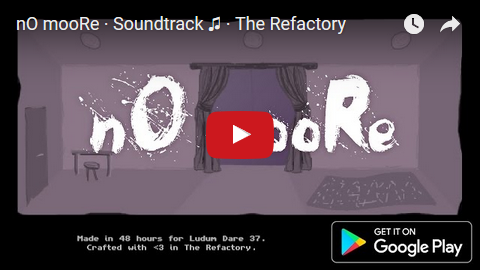 nO mooRe · Soundtrack 🎵 · The Refactory
nO mooRe
Made in 48 hours for Ludum Dare 37.
Crafted with <3 in The Refactory.
GET IT ON
Google Play